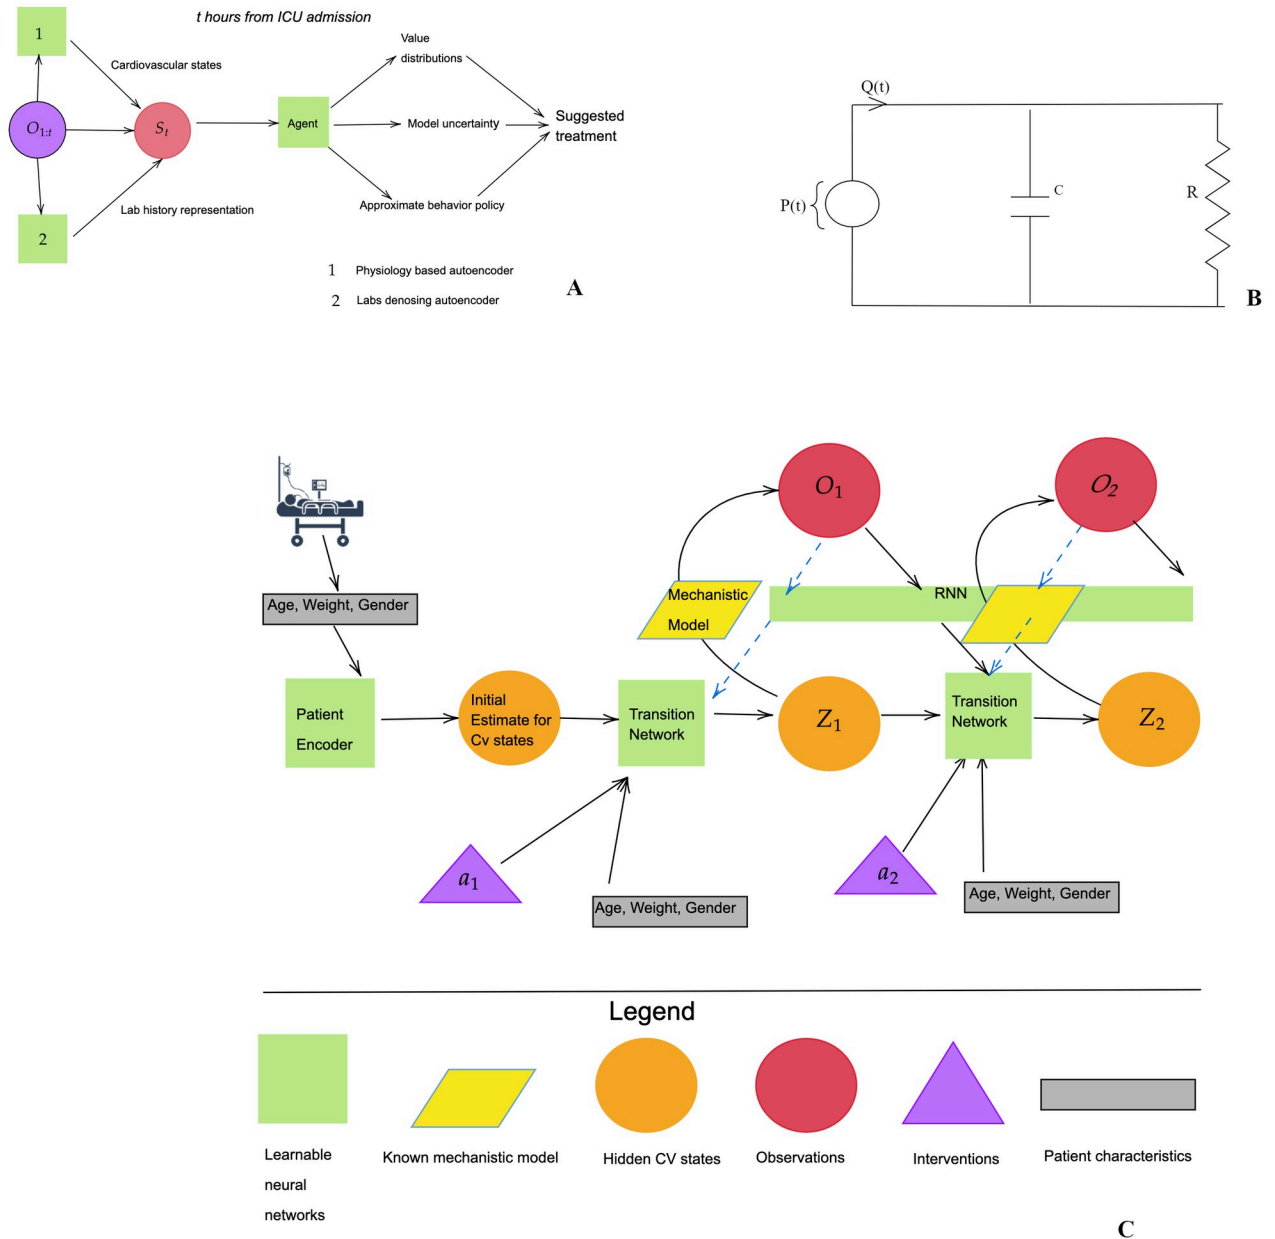 t hours from ICU admission
1
Cardiovascular states
O1:t
St
Lab history representation
2
Agent
Value
distributions
Model uncertainty
Approximate behavior policy
Suggested
treatment
1 Physiology based autoencoder
2 Labs denosing autoencoder
A
Q(t)
P(t)
C
R
B
O1
O2
Mechanistic
Model
RNN
Age, Weight, Gender
Patient
Encoder
Initial
Estimate for
Cv states
Transition
Network
Z1
Transition
Network
Z2
a1
Age, Weight, Gender
a2
Age, Weight, Gender
Legend
Learnable
neural
networks
Known mechanistic model
Hidden CV states
Observations
Interventions
Patient characteristics
C